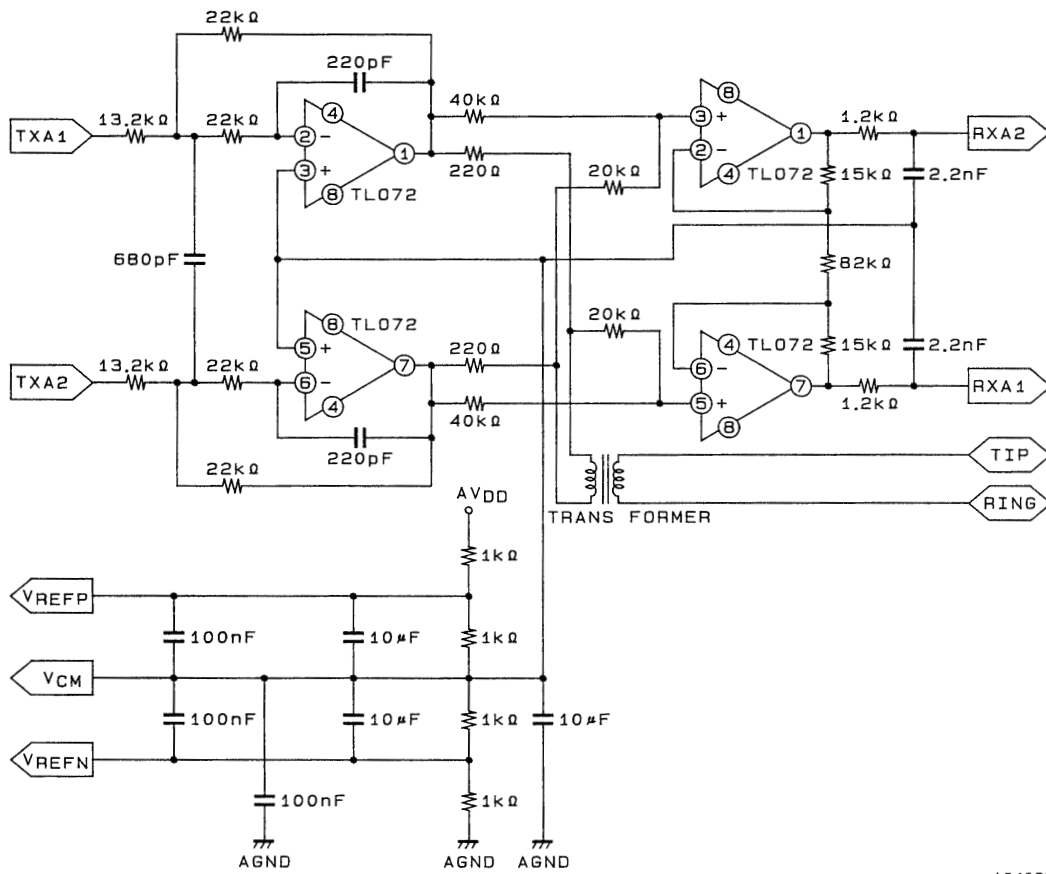 22kΩ
220pF
TXA1
13.2kΩ
22kΩ
4
2 −
3 +
1
8
TL072
40kΩ
220Ω
20kΩ
8
3 +
2 −
1
4
TL072
1.2kΩ
RXA2
15kΩ
2.2nF
680pF
82kΩ
8
TL072
5 +
6 −
7
4
TXA2
13.2kΩ
22kΩ
220pF
22kΩ
220Ω
40kΩ
20kΩ
4
TL072
6 −
5 +
7
8
15kΩ
2.2nF
1.2kΩ
RXA1
TIP
RING
TRANS FORMER
AVDD
1kΩ
VREFP
100nF
10μF
1kΩ
VCM
100nF
10μF
1kΩ
10μF
VREFN
100nF
1kΩ
AGND
AGND
AGND